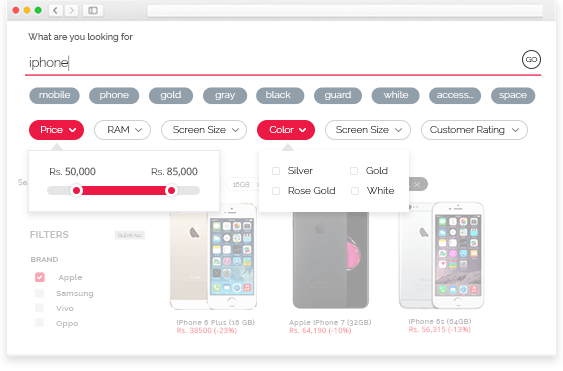 What are you looking for
iphone
GO
mobile phone gold gray black guard white access... space
Price RAM Screen Size Color Screen Size Customer Rating
Rs. 50,000 Rs. 85,000
Silver Gold
Rose Gold White
16GB
FILTERS CLEAR ALL
BRAND
Apple
Samsung
Vivo
Oppo
iPhone 6 Plus (16 GB) Apple iPhone 7 (32GB) iPhone 6s (64GB)
Rs. 38500 (-23%) Rs. 64,190 (-10%) Rs. 56,315 (-13%)